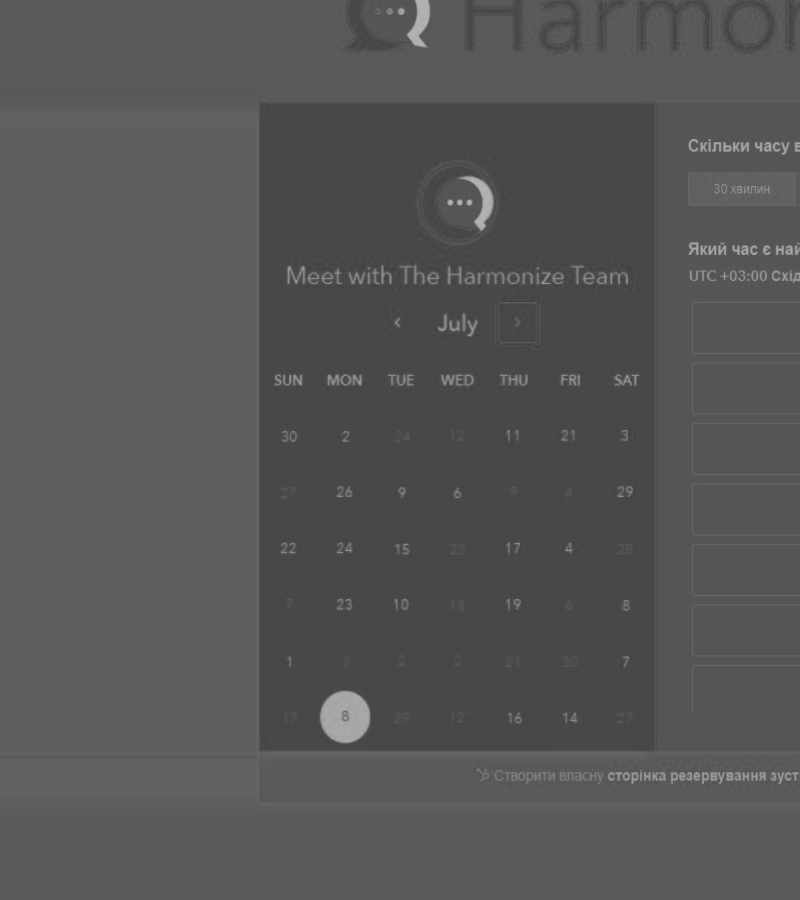 Harmon
Meet with The Harmonize Team
July
SUN MON TUE WED THU FRI SAT
30 2 24 12 11 21 3
27 26 9 6 9 4 29
22 24 15 22 17 4 28
7 23 10 18 19 6 8
1 3 2 2 21 30 7
17 8 29 12 16 14 27
Скільки часу в
30 хвилин
Який час є най
UTC +03:00 Схід
Створити власну сторінка резервування зуст